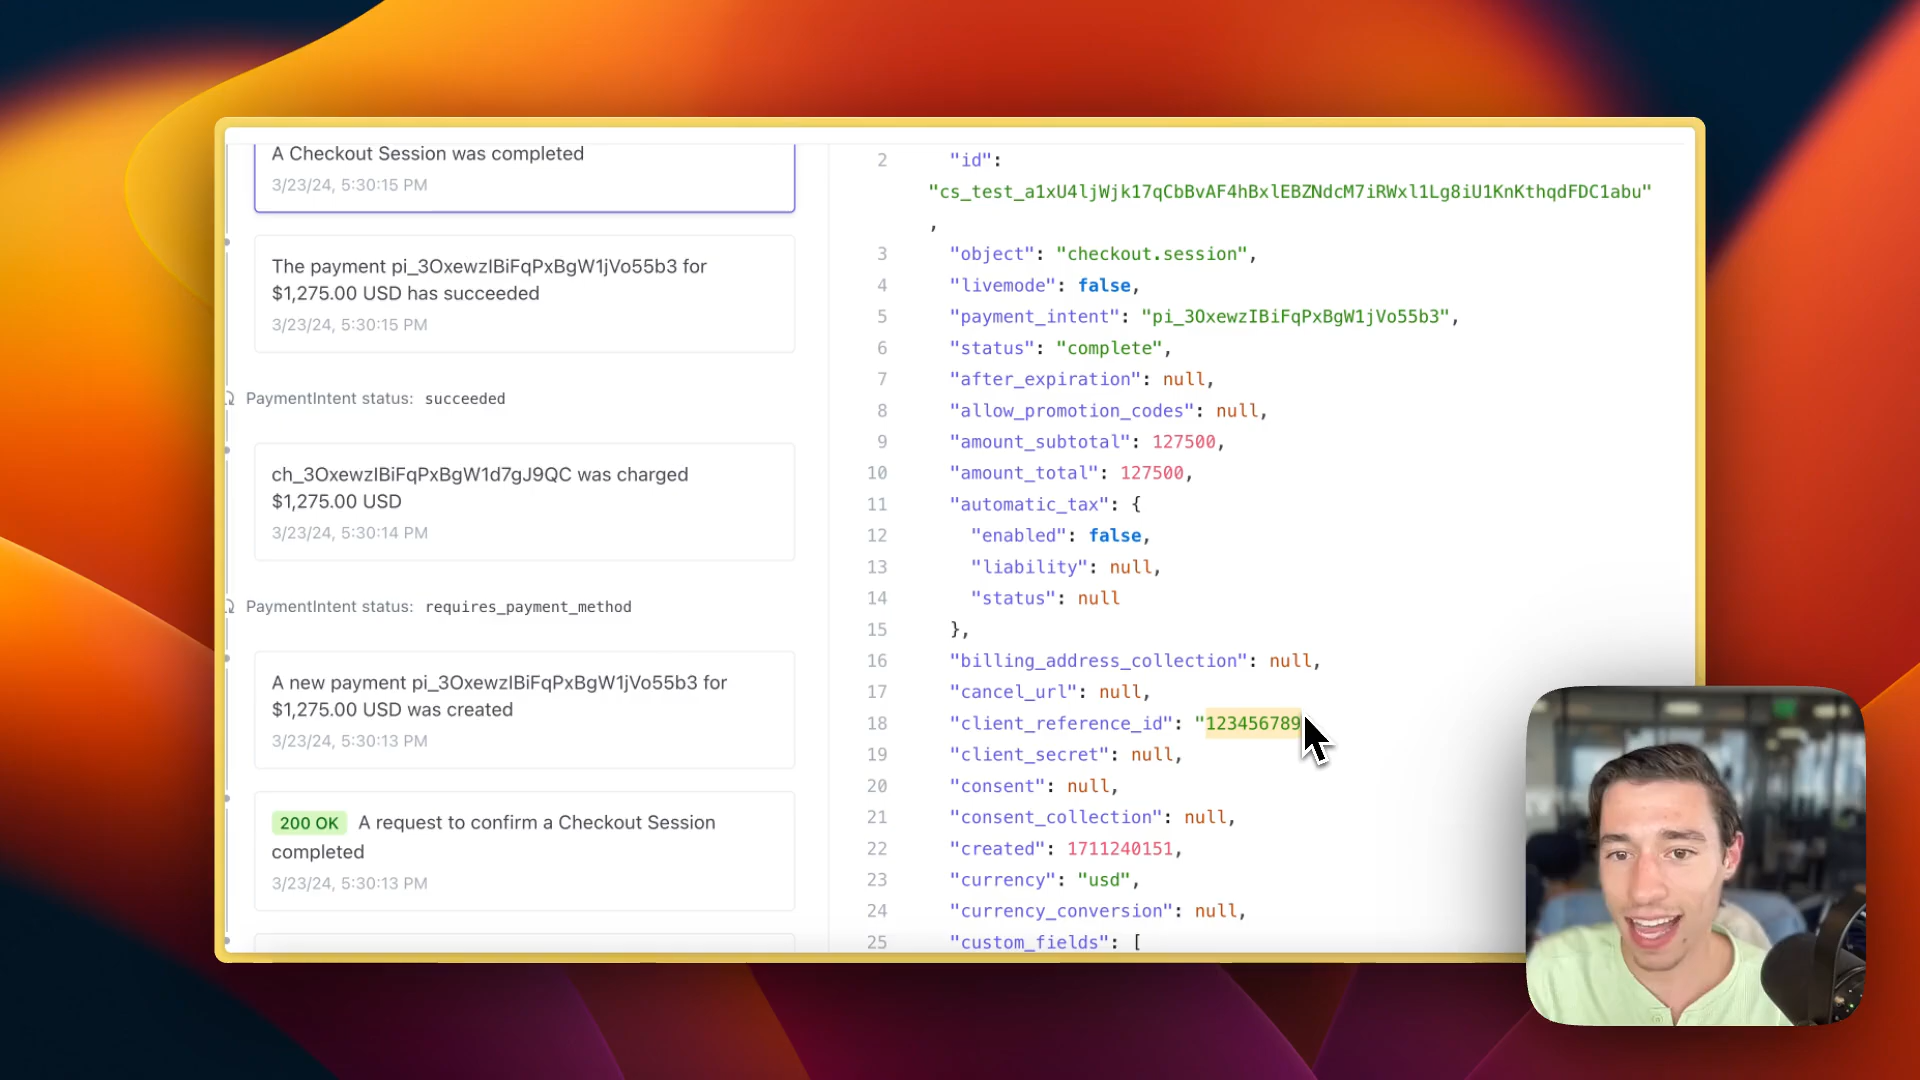 A Checkout Session was completed
3/23/24, 5:30:15 PM
The payment pi_3OxewzIBiFqPxBgW1jVo55b3 for
$1,275.00 USD has succeeded
3/23/24, 5:30:15 PM
PaymentIntent status: succeeded
ch_3OxewzIBiFqPxBgW1d7gJ9QC was charged
$1,275.00 USD
3/23/24, 5:30:14 PM
PaymentIntent status: requires_payment_method
A new payment pi_3OxewzIBiFqPxBgW1jVo55b3 for
$1,275.00 USD was created
3/23/24, 5:30:13 PM
200 OK A request to confirm a Checkout Session
completed
3/23/24, 5:30:13 PM
2 "id":
"cs_test_a1xU4ljWjk17qCbBvAF4hBxlEBZNdcM7iRWxl1Lg8iU1KnKthqdFDC1abu"
,
3 "object": "checkout.session",
4 "livemode": false,
5 "payment_intent": "pi_3OxewzIBiFqPxBgW1jVo55b3",
6 "status": "complete",
7 "after_expiration": null,
8 "allow_promotion_codes": null,
9 "amount_subtotal": 127500,
10 "amount_total": 127500,
11 "automatic_tax": {
12 "enabled": false,
13 "liability": null,
14 "status": null
15 },
16 "billing_address_collection": null,
17 "cancel_url": null,
18 "client_reference_id": "123456789
19 "client_secret": null,
20 "consent": null,
21 "consent_collection": null,
22 "created": 1711240151,
23 "currency": "usd",
24 "currency_conversion": null,
25 "custom_fields": [